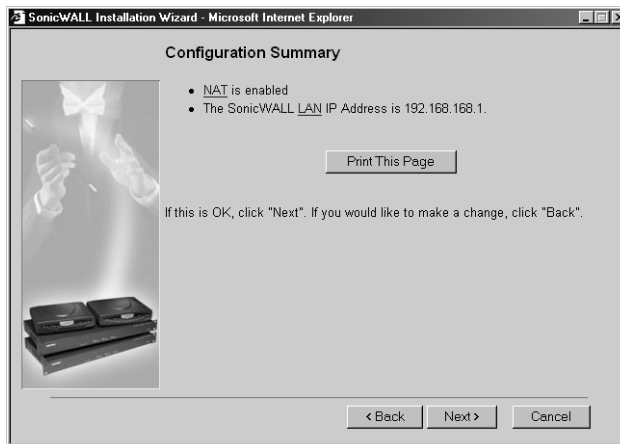 SonicWALL Installation Wizard - Microsoft Internet Explorer
Configuration Summary
• NAT is enabled
• The SonicWALL LAN IP Address is 192.168.168.1.
Print This Page
If this is OK, click "Next". If you would like to make a change, click "Back".
< Back Next > Cancel